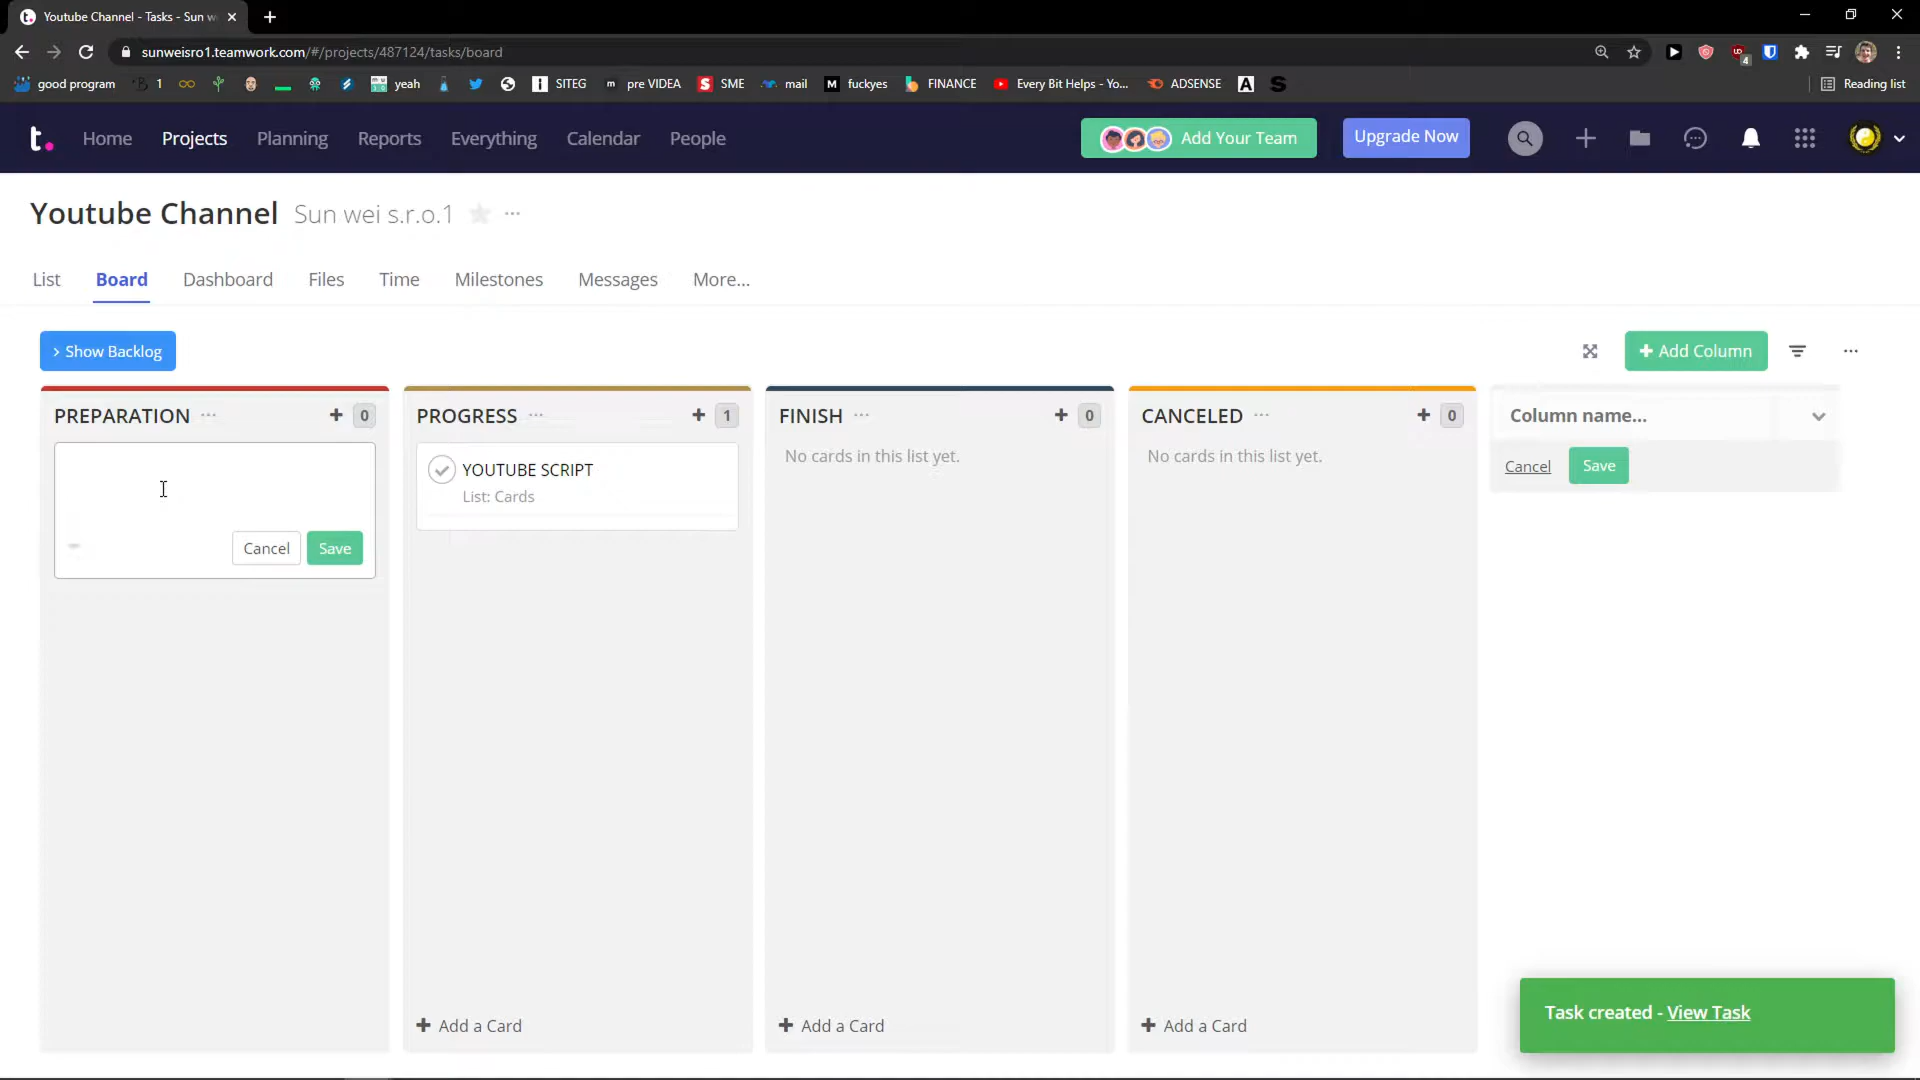 Youtube Channel - Tasks - Sun w
sunweisro1.teamwork.com/#/projects/487124/tasks/board
4
good program
1
yeah
SITEG
pre VIDEA
SME
mail
fuckyes
FINANCE
Every Bit Helps - Yo...
ADSENSE
Reading list
t.
Home
Projects
Planning
Reports
Everything
Calendar
People
Add Your Team
Upgrade Now
Youtube Channel
Sun wei s.r.o.1
List
Board
Dashboard
Files
Time
Milestones
Messages
More...
Show Backlog
Add Column
PREPARATION
0
PROGRESS
1
FINISH
0
CANCELED
0
Column name...
No cards in this list yet.
No cards in this list yet.
Cancel
Save
YOUTUBE SCRIPT
List: Cards
Cancel
Save
Add a Card
Add a Card
Add a Card
Task created - View Task